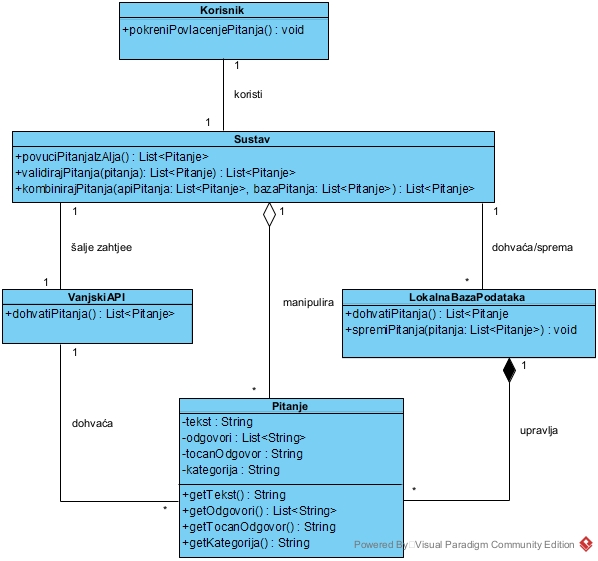 Korisnik
+pokreniPovlacenjePitanja() : void
1
koristi
1
Sustav
+povuciPitanjaIzAIja() : List<Pitanje>
+validirajPitanja(pitanja): List<Pitanje) : List<Pitanje>
+kombinirajPitanja(apiPitanja: List<Pitanje>, bazaPitanja: List<Pitanje>) : List<Pitanje>
1
1
1
šalje zahtjee
dohvaća/sprema
1
*
VanjskiAPI
+dohvatiPitanja() : List<Pitanje>
manipulira
LokalnaBazaPodataka
+dohvatiPitanja() : List<Pitanje
+spremiPitanja(pitanja: List<Pitanje>) : void
1
1
*
dohvaća
upravlja
Pitanje
-tekst : String
-odgovori : List<String>
-tocanOdgovor : String
-kategorija : String
+getTekst() : String
+getOdgovori() : List<String>
+getTocanOdgovor() : String
+getKategorija() : String
*
*
Powered By Visual Paradigm Community Edition